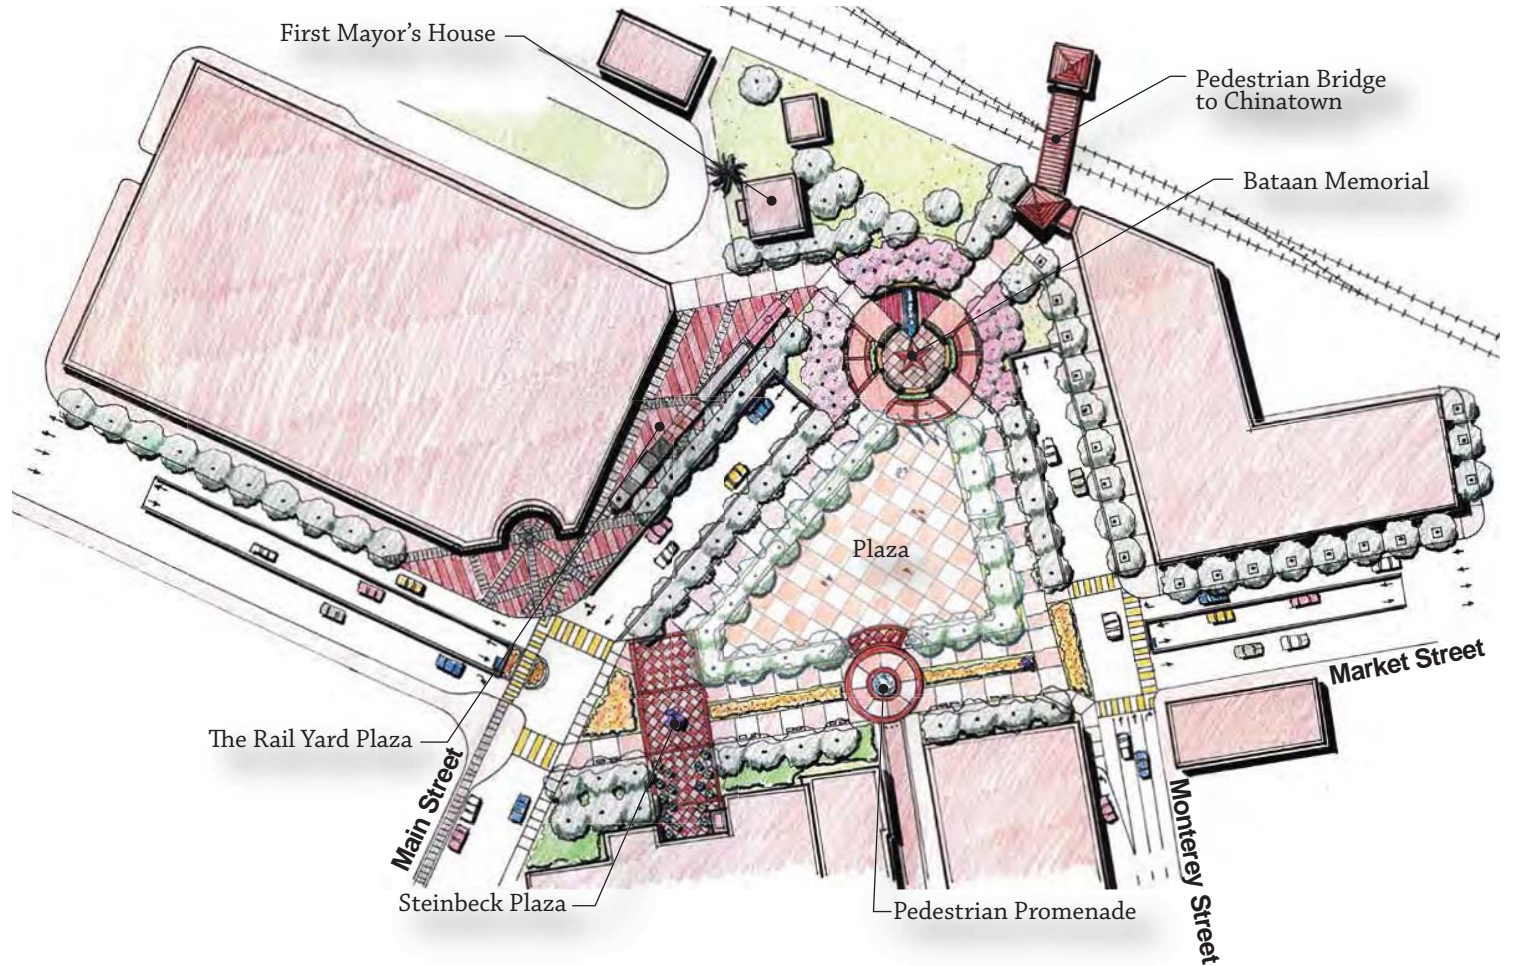 First Mayor's House
Pedestrian Bridge
to Chinatown
Bataan Memorial
Plaza
Market Street
The Rail Yard Plaza
Main Street
Monterey Street
Steinbeck Plaza
Pedestrian Promenade